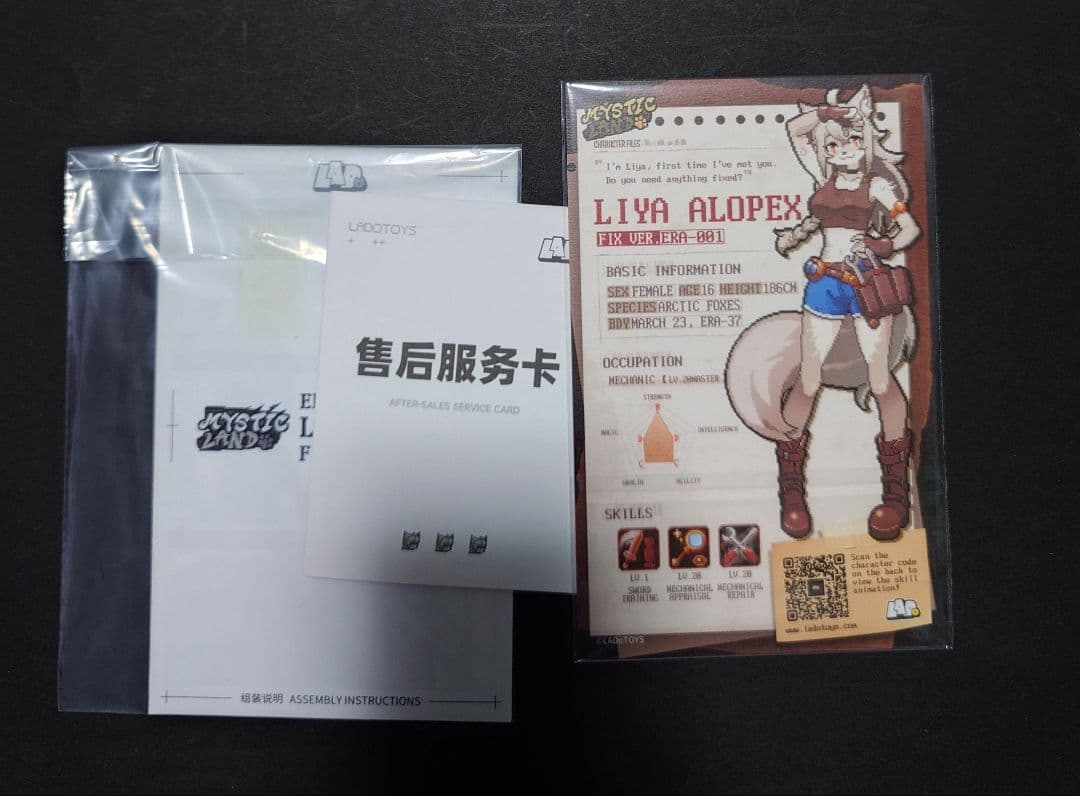 LAP.
MYSTIC
LAND
组装说明 ASSEMBLY INSTRUCTIONS
LADOTOYS
售后服务卡
AFTER-SALES SERVICE CARD
MYSTIC
LAND
CHARACTER FILES
"I'm Liya, first time I've met you.
Do you need anything fixed?"
LIYA ALOPEX
FIX VER.ERA-001
BASIC INFORMATION
SEX FEMALE AGE 16 HEIGHT 186CM
SPECIES ARCTIC FOXES
BDY MARCH 23, ERA-37
OCCUPATION
MECHANIC【LV.20MASTER
STRENGTH
MAGIC
INTELLIGENCE
AGILITY
SKILLS
LV.1
SWORD
TRAINING
LV.20
MECHANICAL
APPRAISAL
LV.20
MECHANICAL
REPAIR
Scan the
character code
on the back to
view the skill
animation!
LAP.
www.ladotoys.com
©LADOTOYS